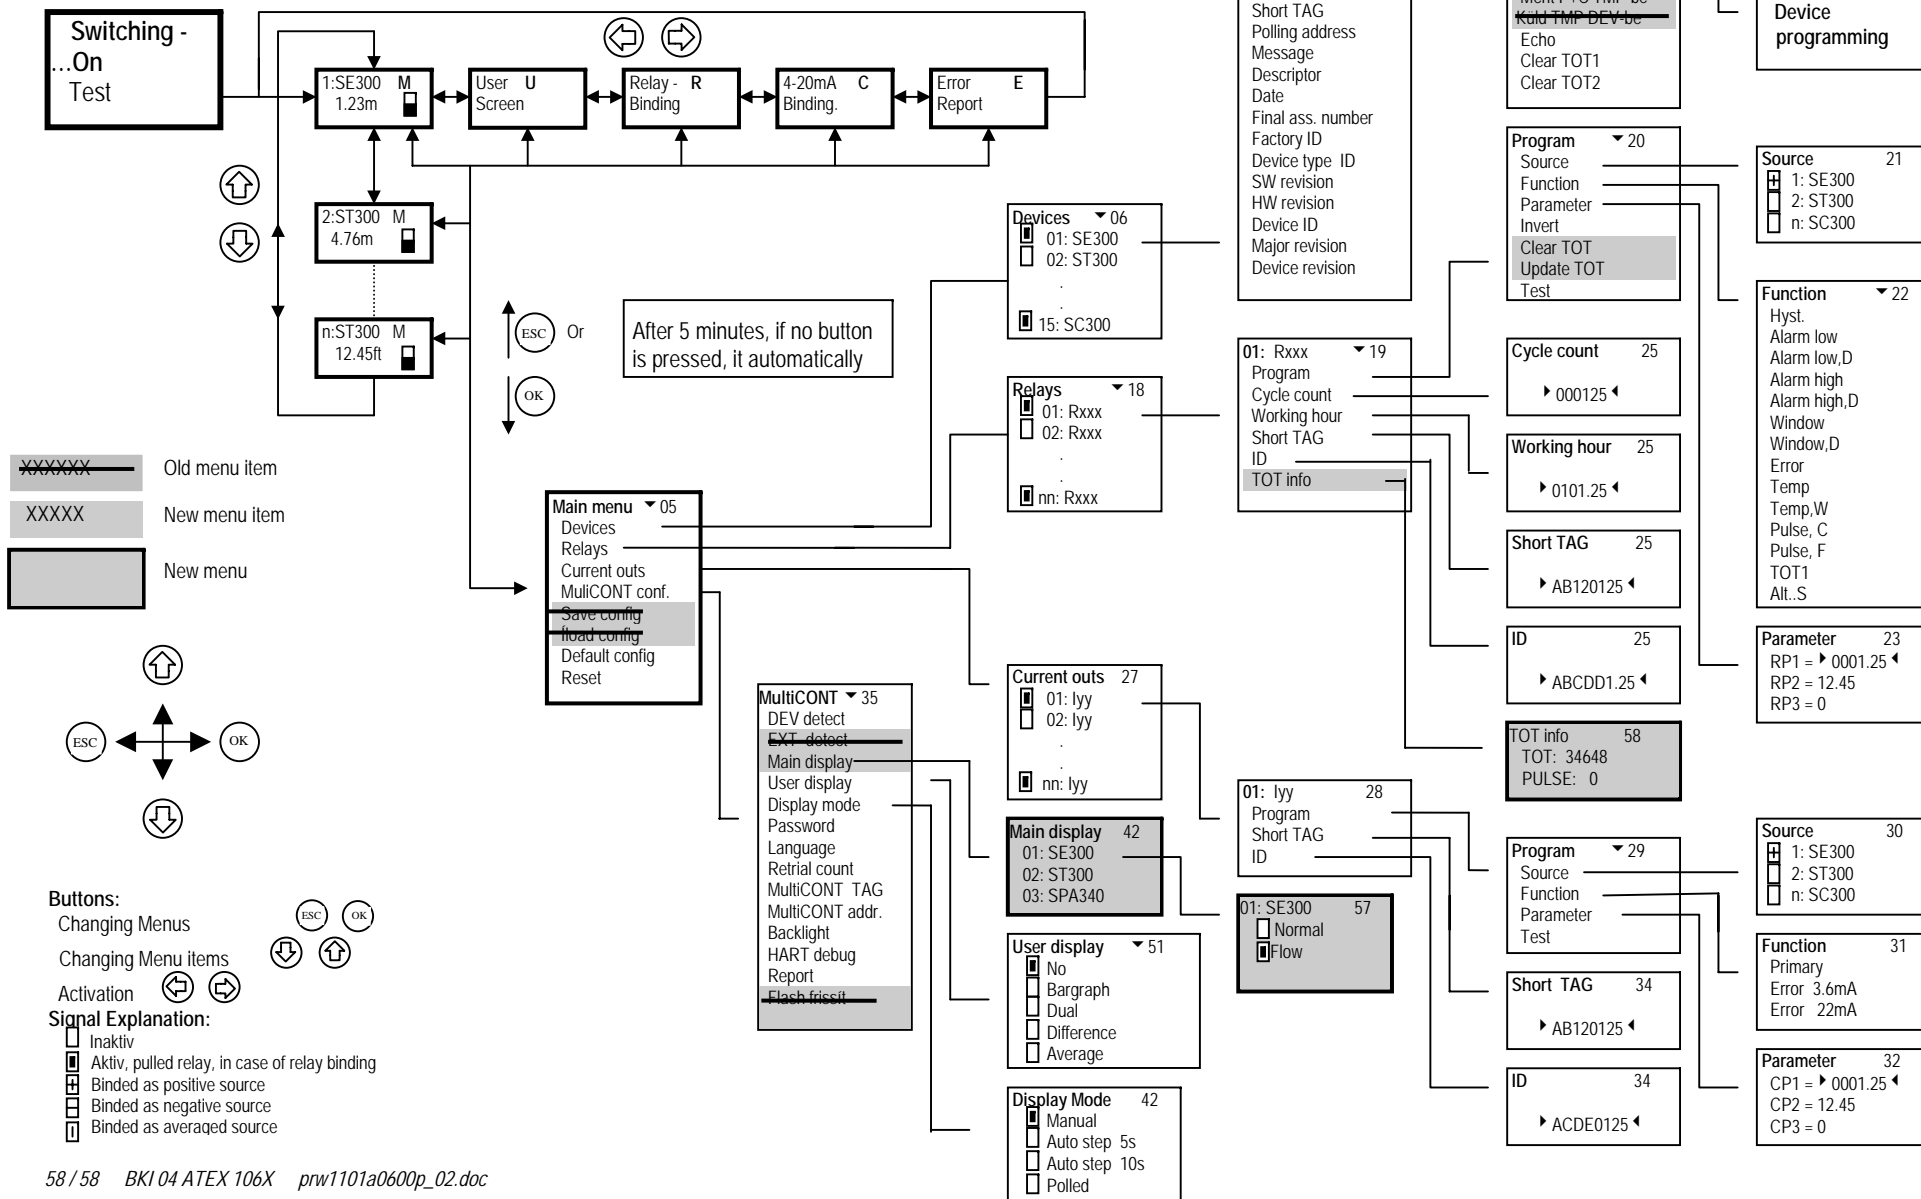 Switching -
...On
Test
1:SE300 M
1.23m
User U
Screen
Relay - R
Binding
4-20mA C
Binding.
Error E
Report
2:ST300 M
4.76m
n:ST300 M
12.45ft
ESC Or
OK
After 5 minutes, if no button
is pressed, it automatically
XXXXXX Old menu item
XXXXX New menu item
New menu
ESC
OK
Buttons:
Changing Menus ESC OK
Changing Menu items
Activation
Signal Explanation:
Inaktiv
Aktiv, pulled relay, in case of relay binding
Binded as positive source
Binded as negative source
Binded as averaged source
Main menu 05
Devices
Relays
Current outs
MuliCONT conf.
Save config
Iload config
Default config
Reset
MultiCONT 35
DEV detect
EXT detect
Main display
User display
Display mode
Password
Language
Retrial count
MultiCONT TAG
MultiCONT addr.
Backlight
HART debug
Report
Flash frissít
Devices 06
01: SE300
02: ST300
.
.
15: SC300
Relays 18
01: Rxxx
02: Rxxx
.
.
nn: Rxxx
Current outs 27
01: Iyy
02: Iyy
.
.
nn: Iyy
Main display 42
01: SE300
02: ST300
03: SPA340
User display 51
No
Bargraph
Dual
Difference
Average
Display Mode 42
Manual
Auto step 5s
Auto step 10s
Polled
Short TAG
Polling address
Message
Descriptor
Date
Final ass. number
Factory ID
Device type ID
SW revision
HW revision
Device ID
Major revision
Device revision
01: Rxxx 19
Program
Cycle count
Working hour
Short TAG
ID
TOT info
01: Iyy 28
Program
Short TAG
ID
01: SE300 57
Normal
Flow
Küld TMP DEV-be
Echo
Clear TOT1
Clear TOT2
Program 20
Source
Function
Parameter
Invert
Clear TOT
Update TOT
Test
Cycle count 25
000125
Working hour 25
0101.25
Short TAG 25
AB120125
ID 25
ABCDD1.25
TOT info 58
TOT: 34648
PULSE: 0
Program 29
Source
Function
Parameter
Test
Short TAG 34
AB120125
ID 34
ACDE0125
Device
programming
Source 21
1: SE300
2: ST300
n: SC300
Function 22
Hyst.
Alarm low
Alarm low,D
Alarm high
Alarm high,D
Window
Window,D
Error
Temp
Temp,W
Pulse, C
Pulse, F
TOT1
Alt..S
Parameter 23
RP1 = 0001.25
RP2 = 12.45
RP3 = 0
Source 30
1: SE300
2: ST300
n: SC300
Function 31
Primary
Error 3.6mA
Error 22mA
Parameter 32
CP1 = 0001.25
CP2 = 12.45
CP3 = 0
58 / 58 BKI 04 ATEX 106X prw1101a0600p_02.doc